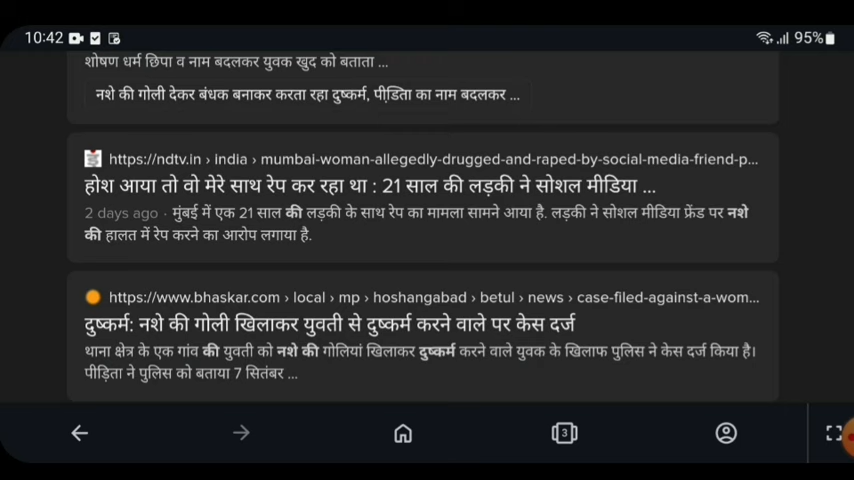 10:42
95%
शोषण धर्म छिपा व नाम बदलकर युवक खुद को बताता ...
नशे की गोली देकर बंधक बनाकर करता रहा दुष्कर्म, पीड़िता का नाम बदलकर ...
https://ndtv.in › india › mumbai-woman-allegedly-drugged-and-raped-by-social-media-friend-p...
होश आया तो वो मेरे साथ रेप कर रहा था : 21 साल की लड़की ने सोशल मीडिया ...
2 days ago · मुंबई में एक 21 साल की लड़की के साथ रेप का मामला सामने आया है. लड़की ने सोशल मीडिया फ्रेंड पर नशे
की हालत में रेप करने का आरोप लगाया है.
https://www.bhaskar.com › local › mp › hoshangabad › betul › news › case-filed-against-a-wom...
दुष्कर्म: नशे की गोली खिलाकर युवती से दुष्कर्म करने वाले पर केस दर्ज
थाना क्षेत्र के एक गांव की युवती को नशे की गोलियां खिलाकर दुष्कर्म करने वाले युवक के खिलाफ पुलिस ने केस दर्ज किया है।
पीड़िता ने पुलिस को बताया 7 सितंबर ...
3